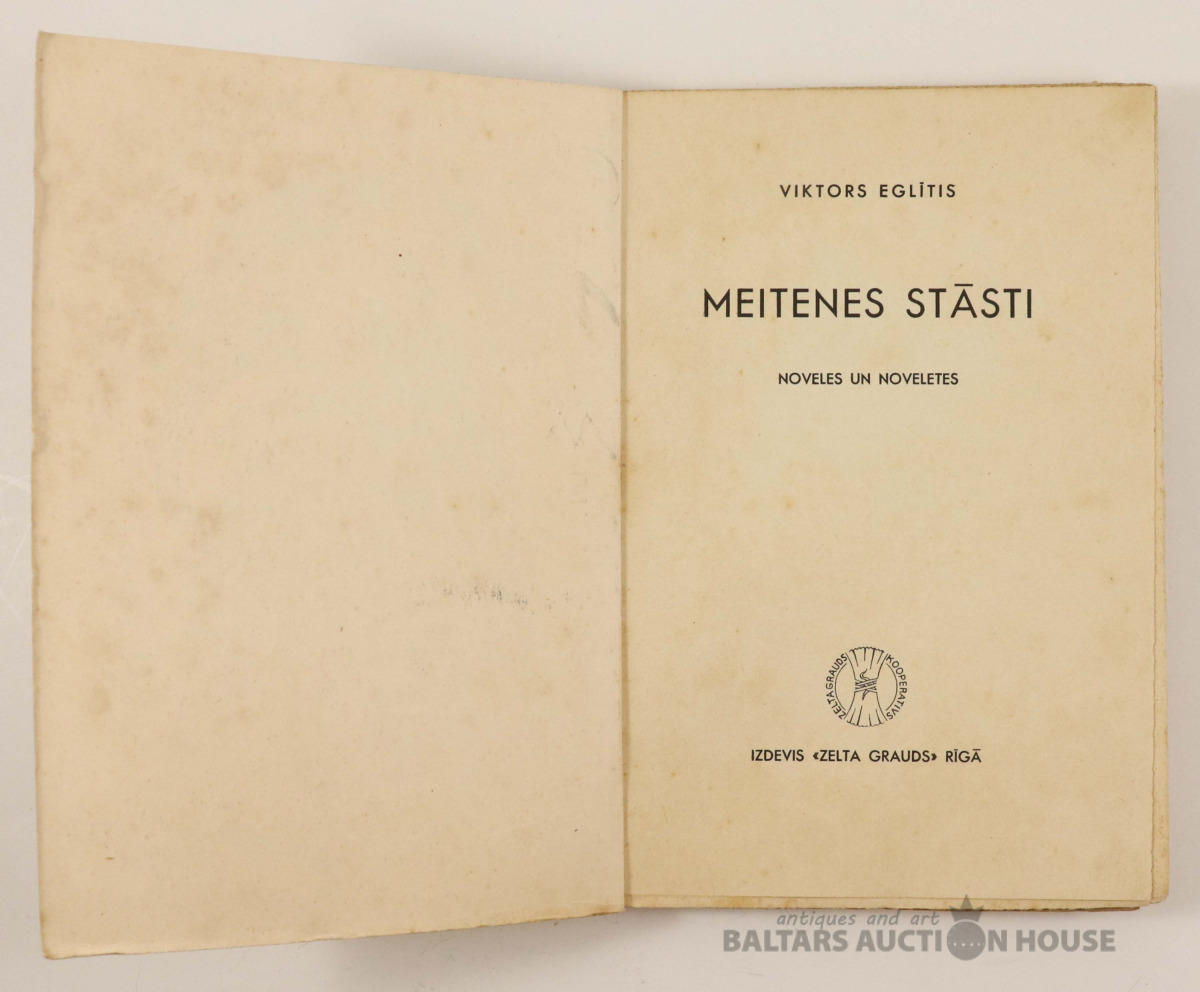 VIKTORS EGLĪTIS
MEITENES STĀSTI
NOVELES UN NOVELETES
ZELTA GRAUDS
KOOPERATIVS
IZDEVIS «ZELTA GRAUDS» RĪGĀ
antiques and art
BALTARS AUCTION HOUSE